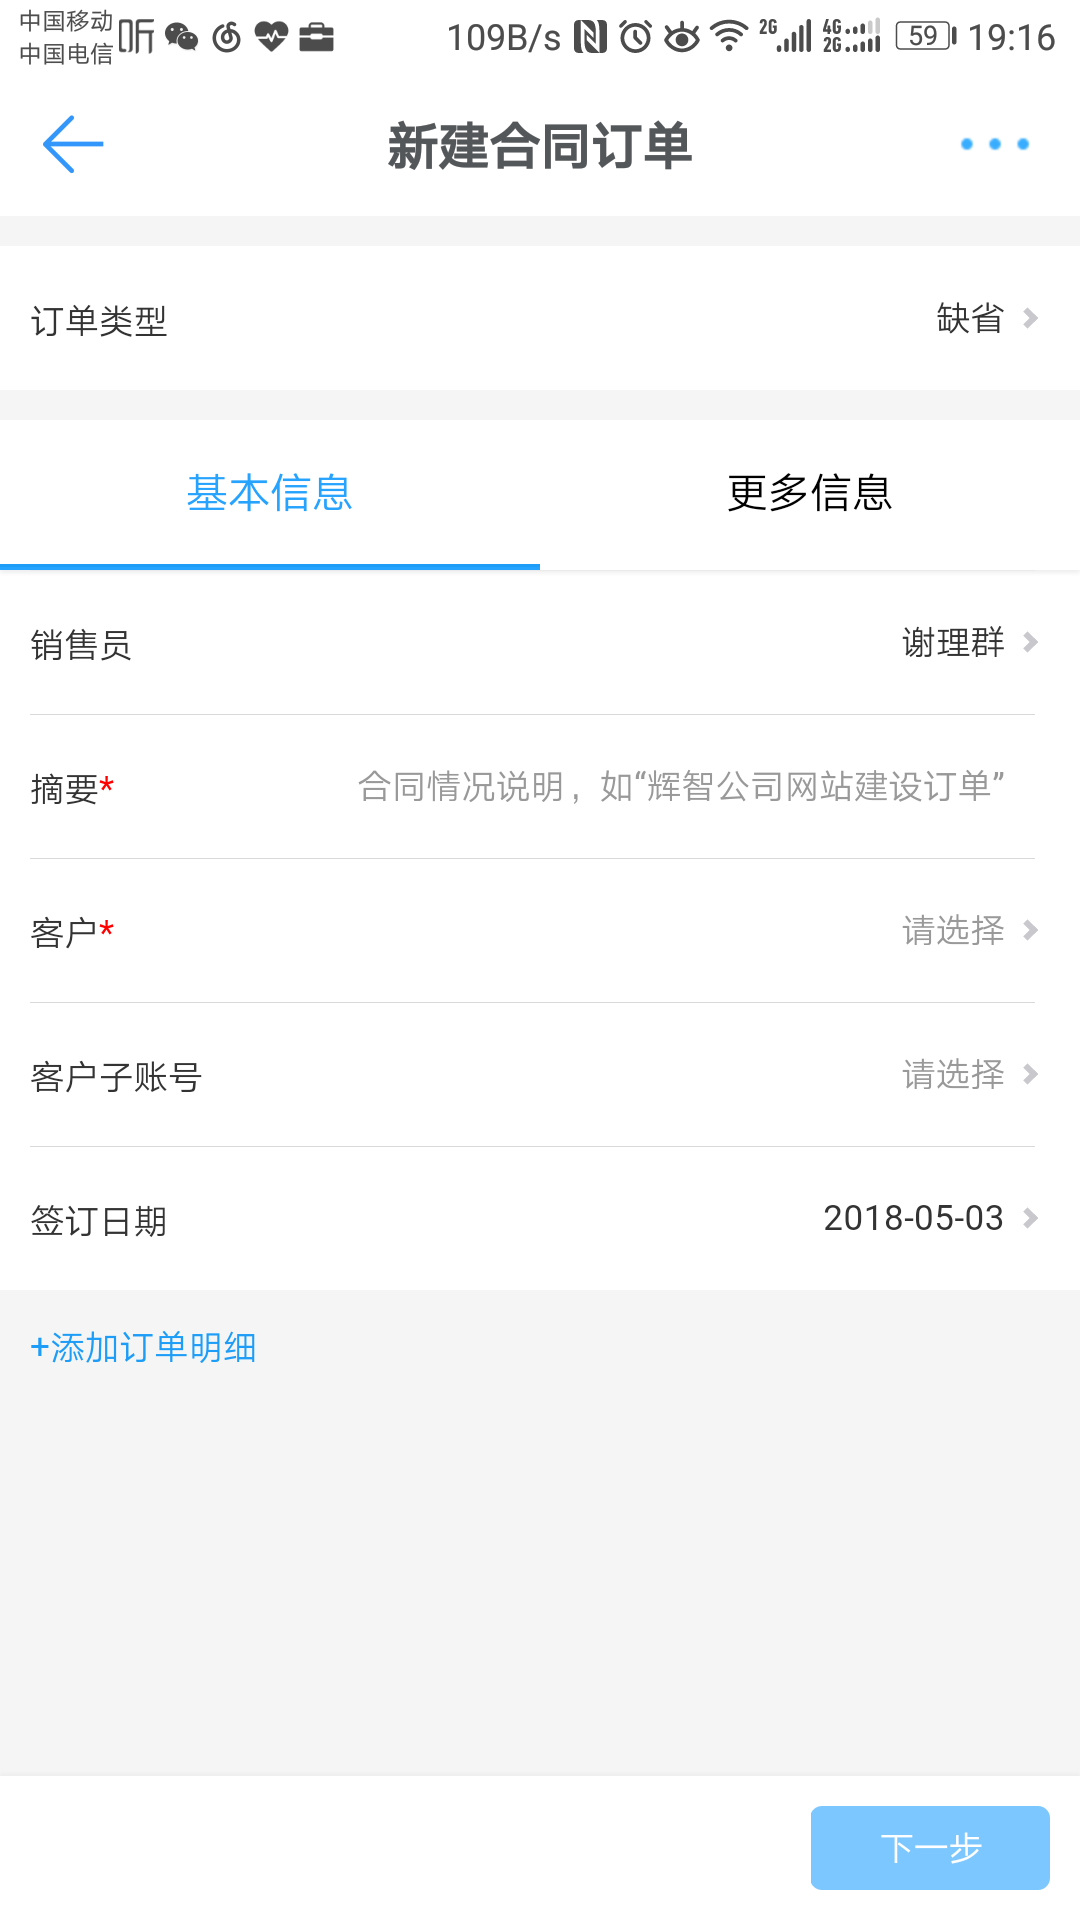 中国移动
中国电信
听
109B/s
2G
4G
2G
59
19:16
新建合同订单
订单类型
缺省
基本信息
更多信息
销售员
谢理群
摘要*
合同情况说明，如“辉智公司网站建设订单”
客户*
请选择
客户子账号
请选择
签订日期
2018-05-03
+添加订单明细
下一步